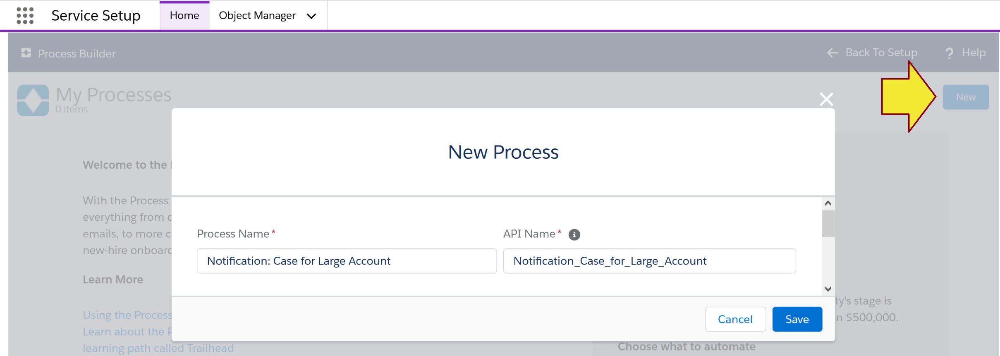 Service Setup
Home
Object Manager
Process Builder
Back To Setup
? Help
My Processes
0 items
New
New Process
Welcome to the
With the Process
everything from
emails, to more
new-hire
Learn More
Using the Process
Learn about the
learning path called Trailhead
Process Name*
API Name*
Notification: Case for Large Account
Notification_Case_for_Large_Account
Cancel
Save
stage is
$500,000.
Choose what to automate